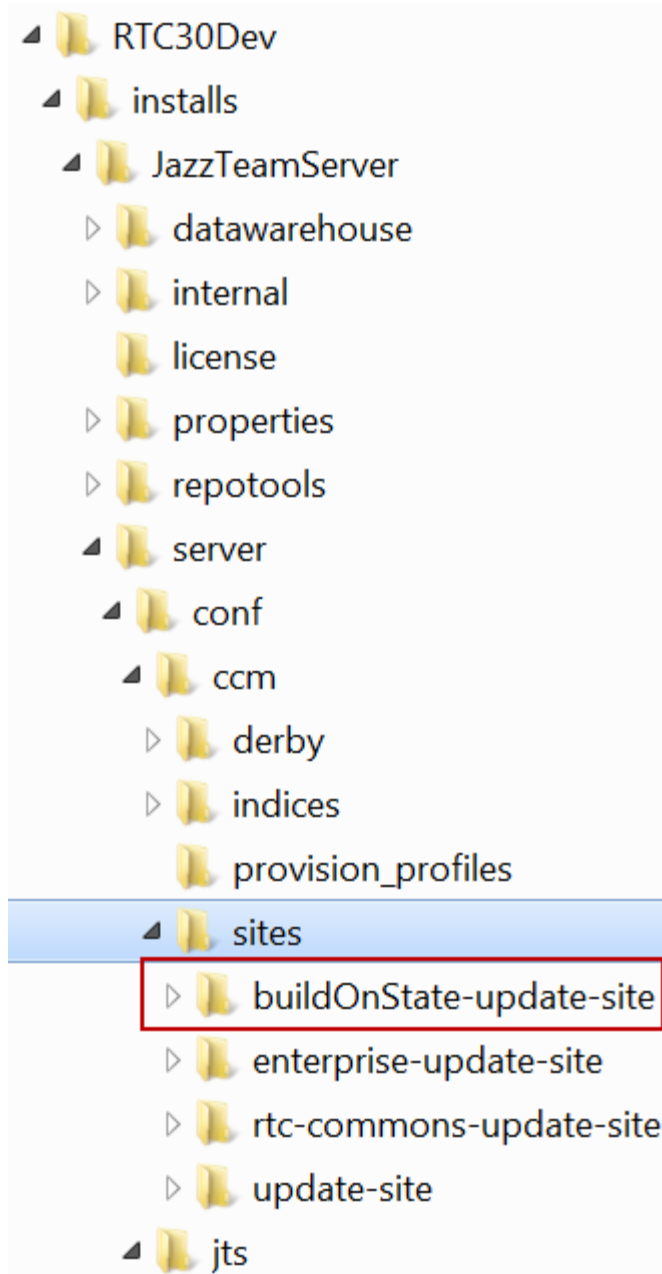 RTC30Dev
installs
JazzTeamServer
datawarehouse
internal
license
properties
repotools
server
conf
ccm
derby
indices
provision_profiles
sites
buildOnState-update-site
enterprise-update-site
rtc-commons-update-site
update-site
jts